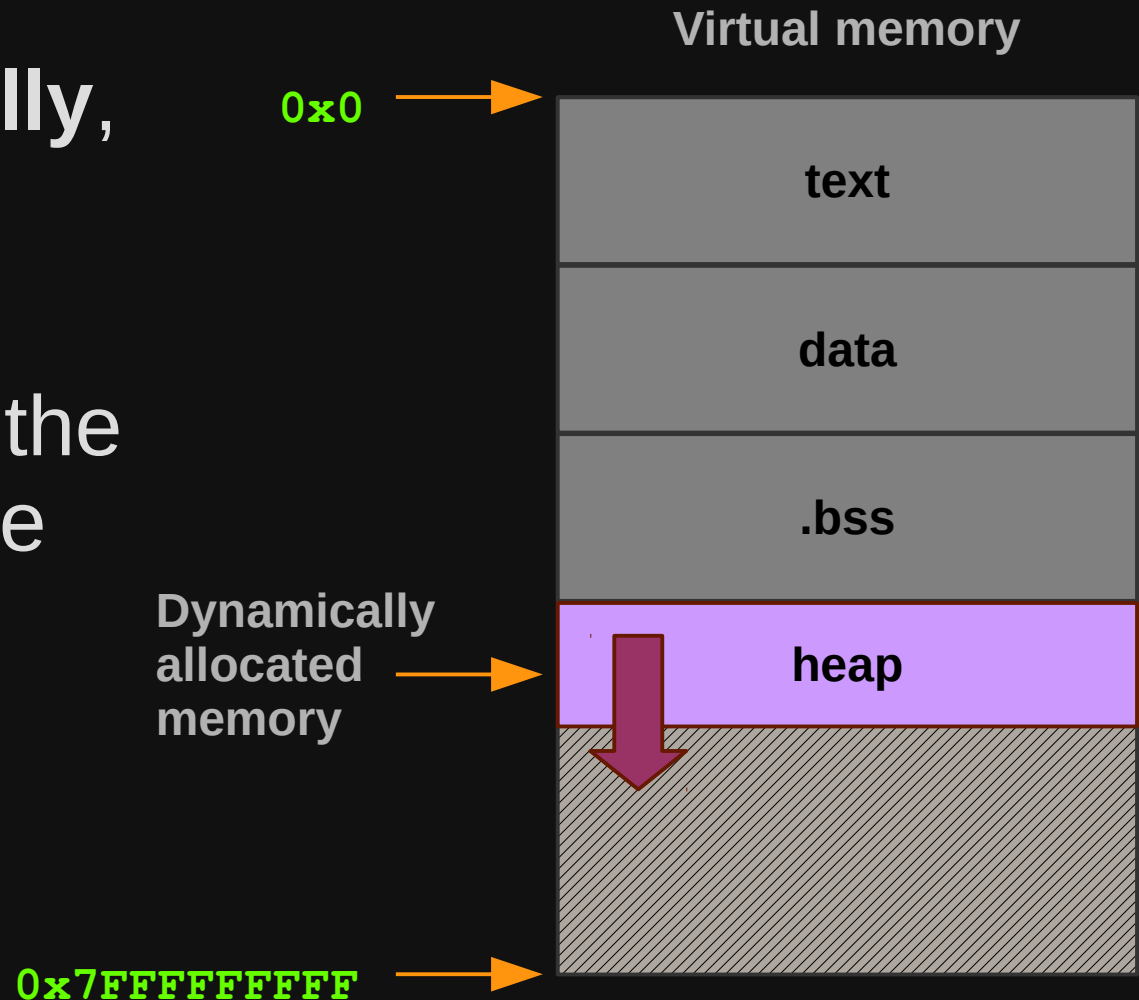 Virtual memory
lly,
0x0
text
data
the
.bss
e
Dynamically
allocated
memory
heap
0x7FFFFFFFFF